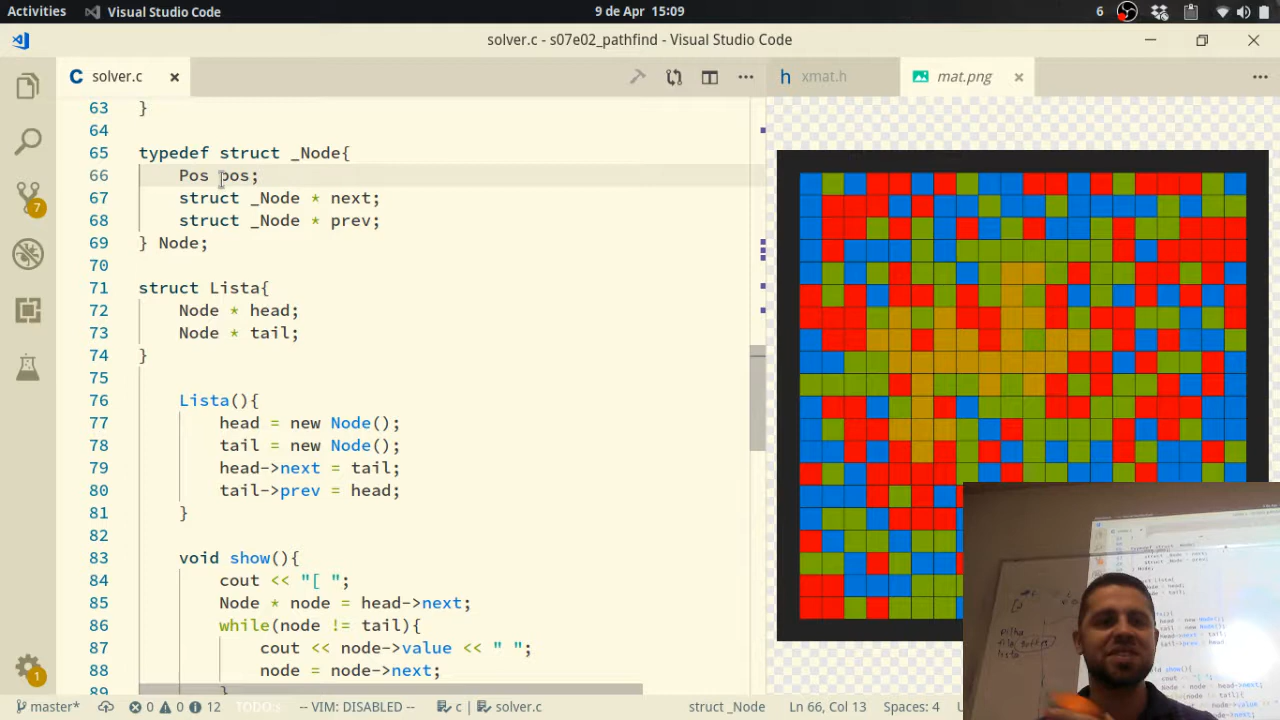 Activities Visual Studio Code 9 de Apr 15:09 6
solver.c - s07e02_pathfind - Visual Studio Code
C solver.c
h xmat.h mat.png
63 }
64
65 typedef struct _Node{
66 Pos pos;
67 struct _Node * next;
68 struct _Node * prev;
69 } Node;
70
71 struct Lista{
72 Node * head;
73 Node * tail;
74 }
75
76 Lista(){
77 head = new Node();
78 tail = new Node();
79 head->next = tail;
80 tail->prev = head;
81 }
82
83 void show(){
84 cout << "[ ";
85 Node * node = head->next;
86 while(node != tail){
87 cout << node->value << " ";
88 node = node->next;
89 }
7
1
master* 0 0 12 TODO:s -- VIM: DISABLED -- c solver.c struct _Node Ln 66, Col 13 Spaces: 4